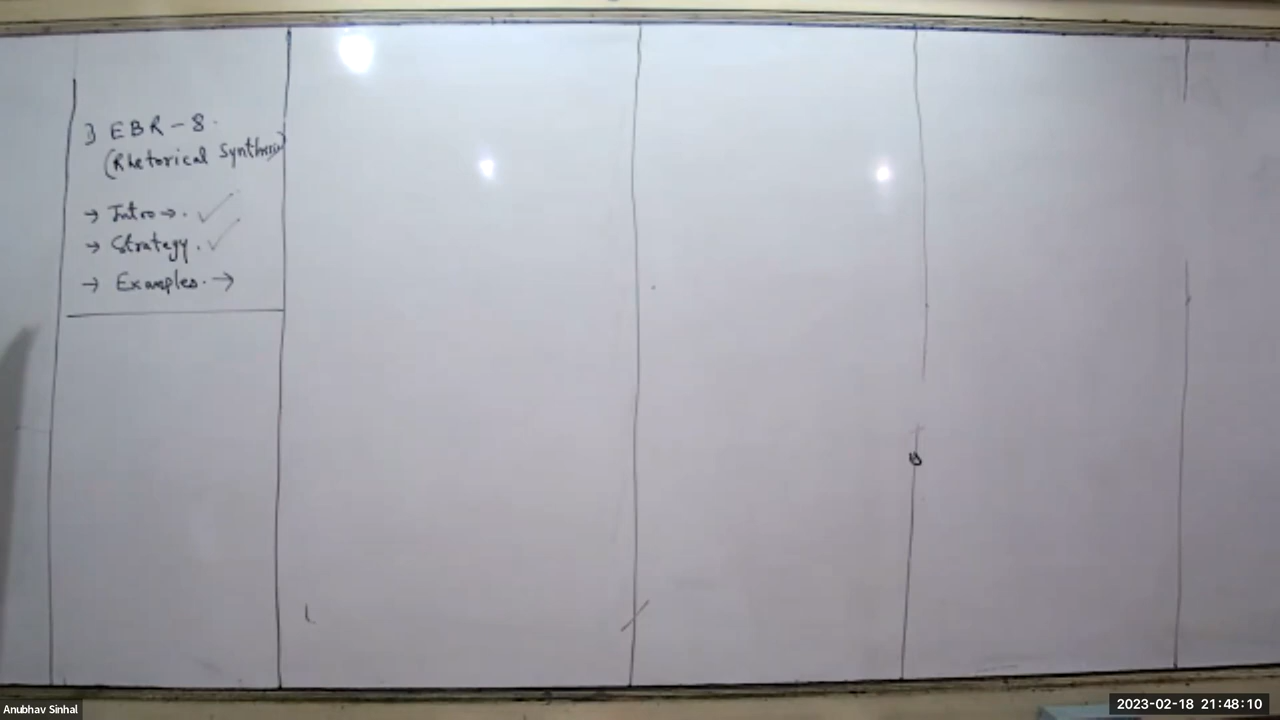 3 EBR - 8.
(Rhetorical Synthesis)
→ Intro →. ✓
→ Strategy. ✓
→ Examples. →
Anubhav Sinhal
2023-02-18 21:48:10